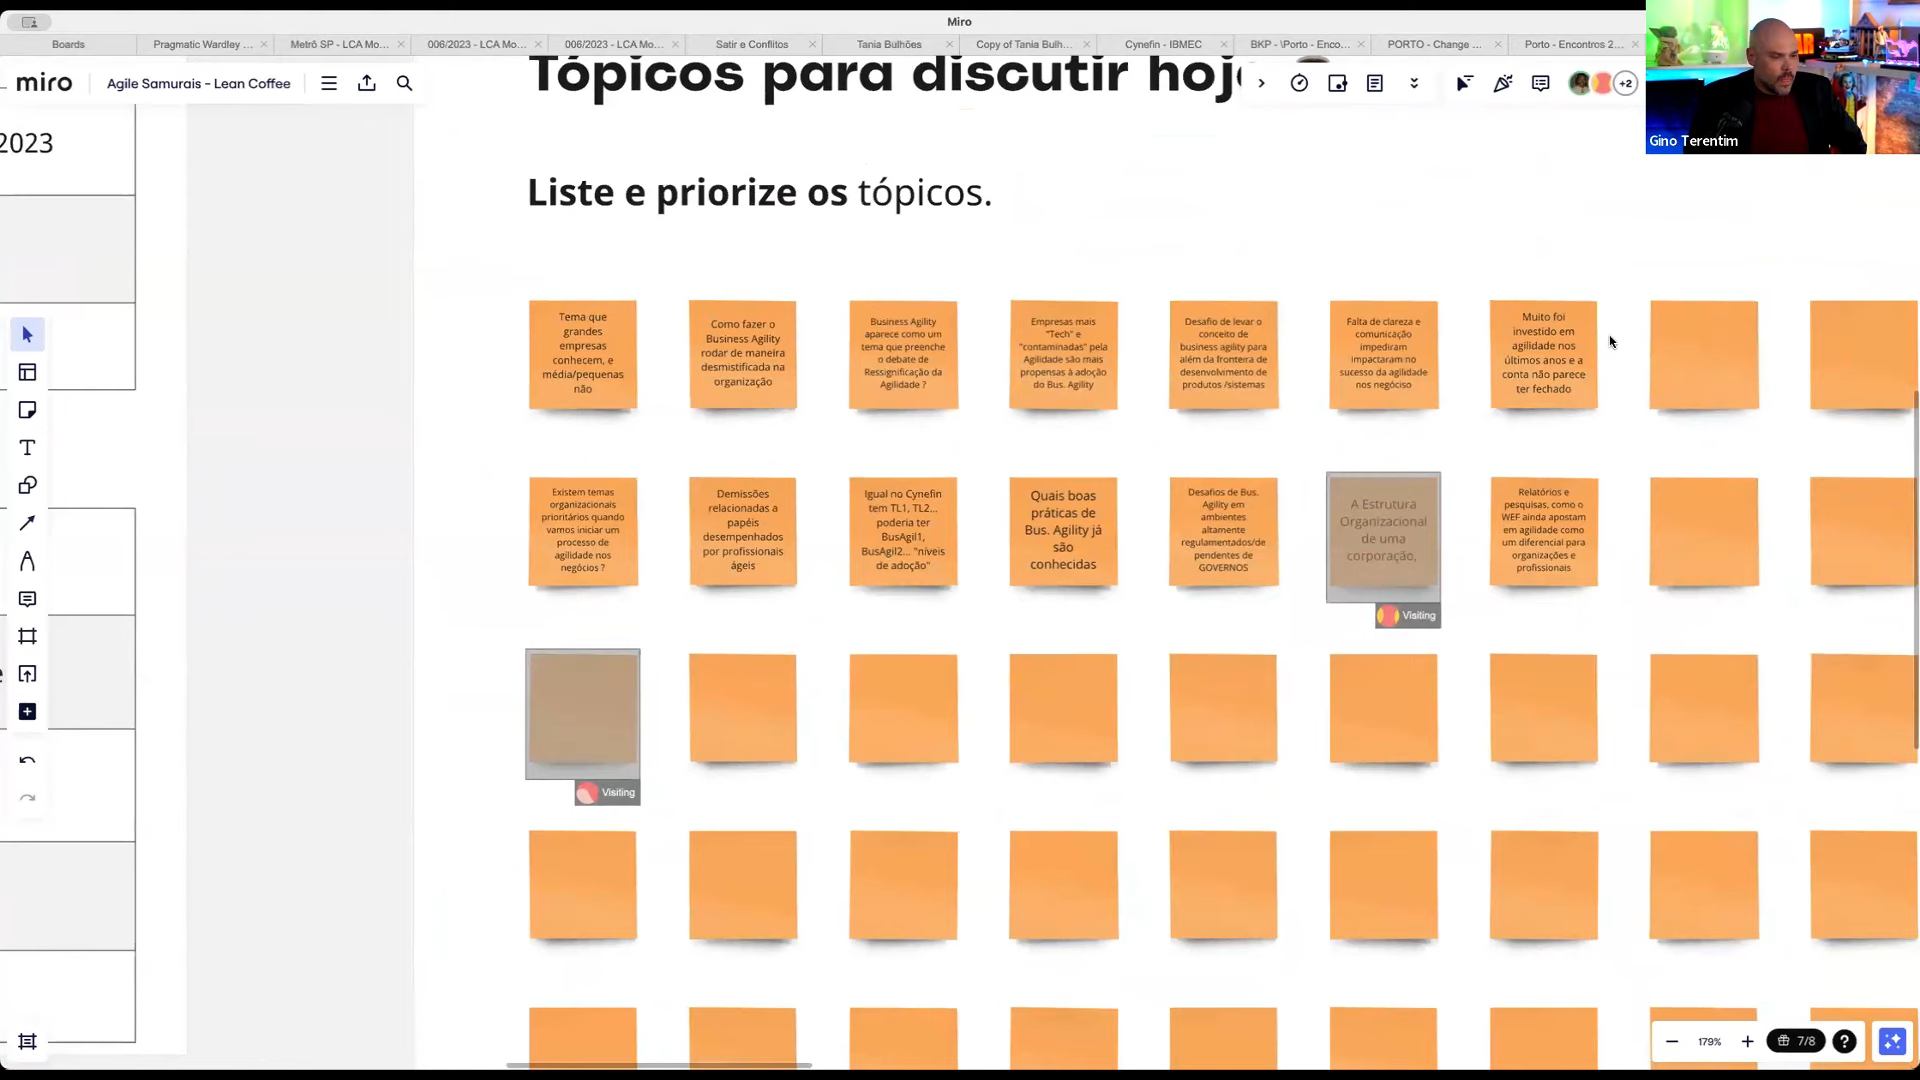 Miro
Boards
Pragmatic Wardley ...
Metrô SP - LCA Mo...
006/2023 - LCA Mo...
006/2023 - LCA Mo...
Satir e Conflitos
Tania Bulhões
Copy of Tania Bulh...
Cynefin - IBMEC
BKP - \Porto - Enco...
PORTO - Change ...
Porto - Encontros 2...
miro
Agile Samurais - Lean Coffee
Tópicos para discutir hoje
+2
Gino Terentim
2023
Liste e priorize os tópicos.
Tema que
grandes
empresas
conhecem, e
média/pequenas
não
Como fazer o
Business Agility
rodar de maneira
desmistificada na
organização
Business Agility
aparece como um
tema que preenche
o debate de
Ressignificação da
Agilidade ?
Empresas mais
"Tech" e
"contaminadas" pela
Agilidade são mais
propensas à adoção
do Bus. Agility
Desafio de levar o
conceito de
business agility para
além da fronteira de
desenvolvimento de
produtos /sistemas
Falta de clareza e
comunicação
impediram
impactaram no
sucesso da agilidade
nos negócioso
Muito foi
investido em
agilidade nos
últimos anos e a
conta não parece
ter fechado
Existem temas
organizacionais
prioritários quando
vamos iniciar um
processo de
agilidade nos
negócios ?
Demissões
relacionadas a
papéis
desempenhados
por profissionais
ágeis
Igual no Cynefin
tem TL1, TL2...
poderia ter
BusAgil1,
BusAgil2... "níveis
de adoção"
Quais boas
práticas de
Bus. Agility já
são
conhecidas
Desafios de Bus.
Agility em
ambientes
altamente
regulamentados/de
pendentes de
GOVERNOS
A Estrutura
Organizacional
de uma
corporação,
Relatórios e
pesquisas, como o
WEF ainda apostam
em agilidade como
um diferencial para
organizações e
profissionais
Visiting
Visiting
179%
7/8